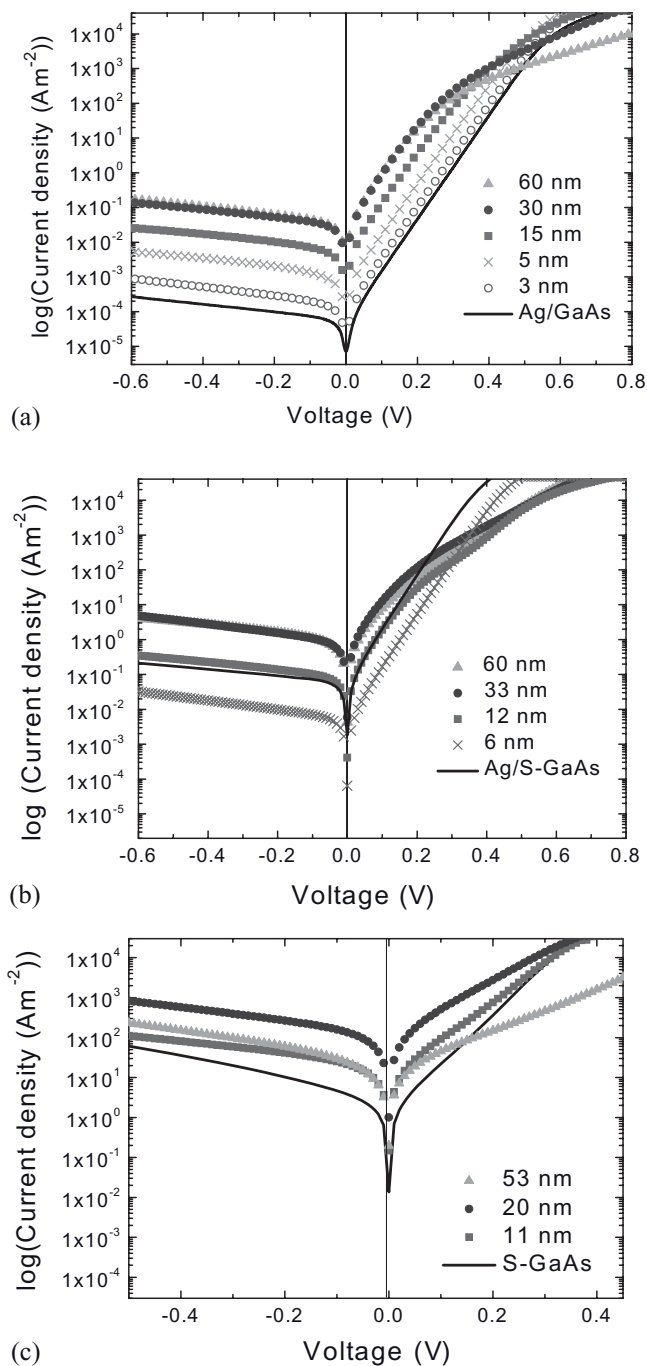 log(Current density (Am⁻²))
1x10⁴
1x10³
1x10²
1x10¹
1x10⁰
1x10⁻¹
1x10⁻²
1x10⁻³
1x10⁻⁴
1x10⁻⁵
60 nm
30 nm
15 nm
5 nm
3 nm
Ag/GaAs
-0.6 -0.4 -0.2 0.0 0.2 0.4 0.6 0.8
Voltage (V)
(a)
log (Current density (Am⁻²))
1x10⁴
1x10³
1x10²
1x10¹
1x10⁰
1x10⁻¹
1x10⁻²
1x10⁻³
1x10⁻⁴
1x10⁻⁵
60 nm
33 nm
12 nm
6 nm
Ag/S-GaAs
-0.6 -0.4 -0.2 0.0 0.2 0.4 0.6 0.8
Voltage (V)
(b)
log(Current density (Am⁻²))
1x10⁴
1x10³
1x10²
1x10¹
1x10⁰
1x10⁻¹
1x10⁻²
1x10⁻³
1x10⁻⁴
53 nm
20 nm
11 nm
S-GaAs
-0.4 -0.2 0.0 0.2 0.4
Voltage (V)
(c)